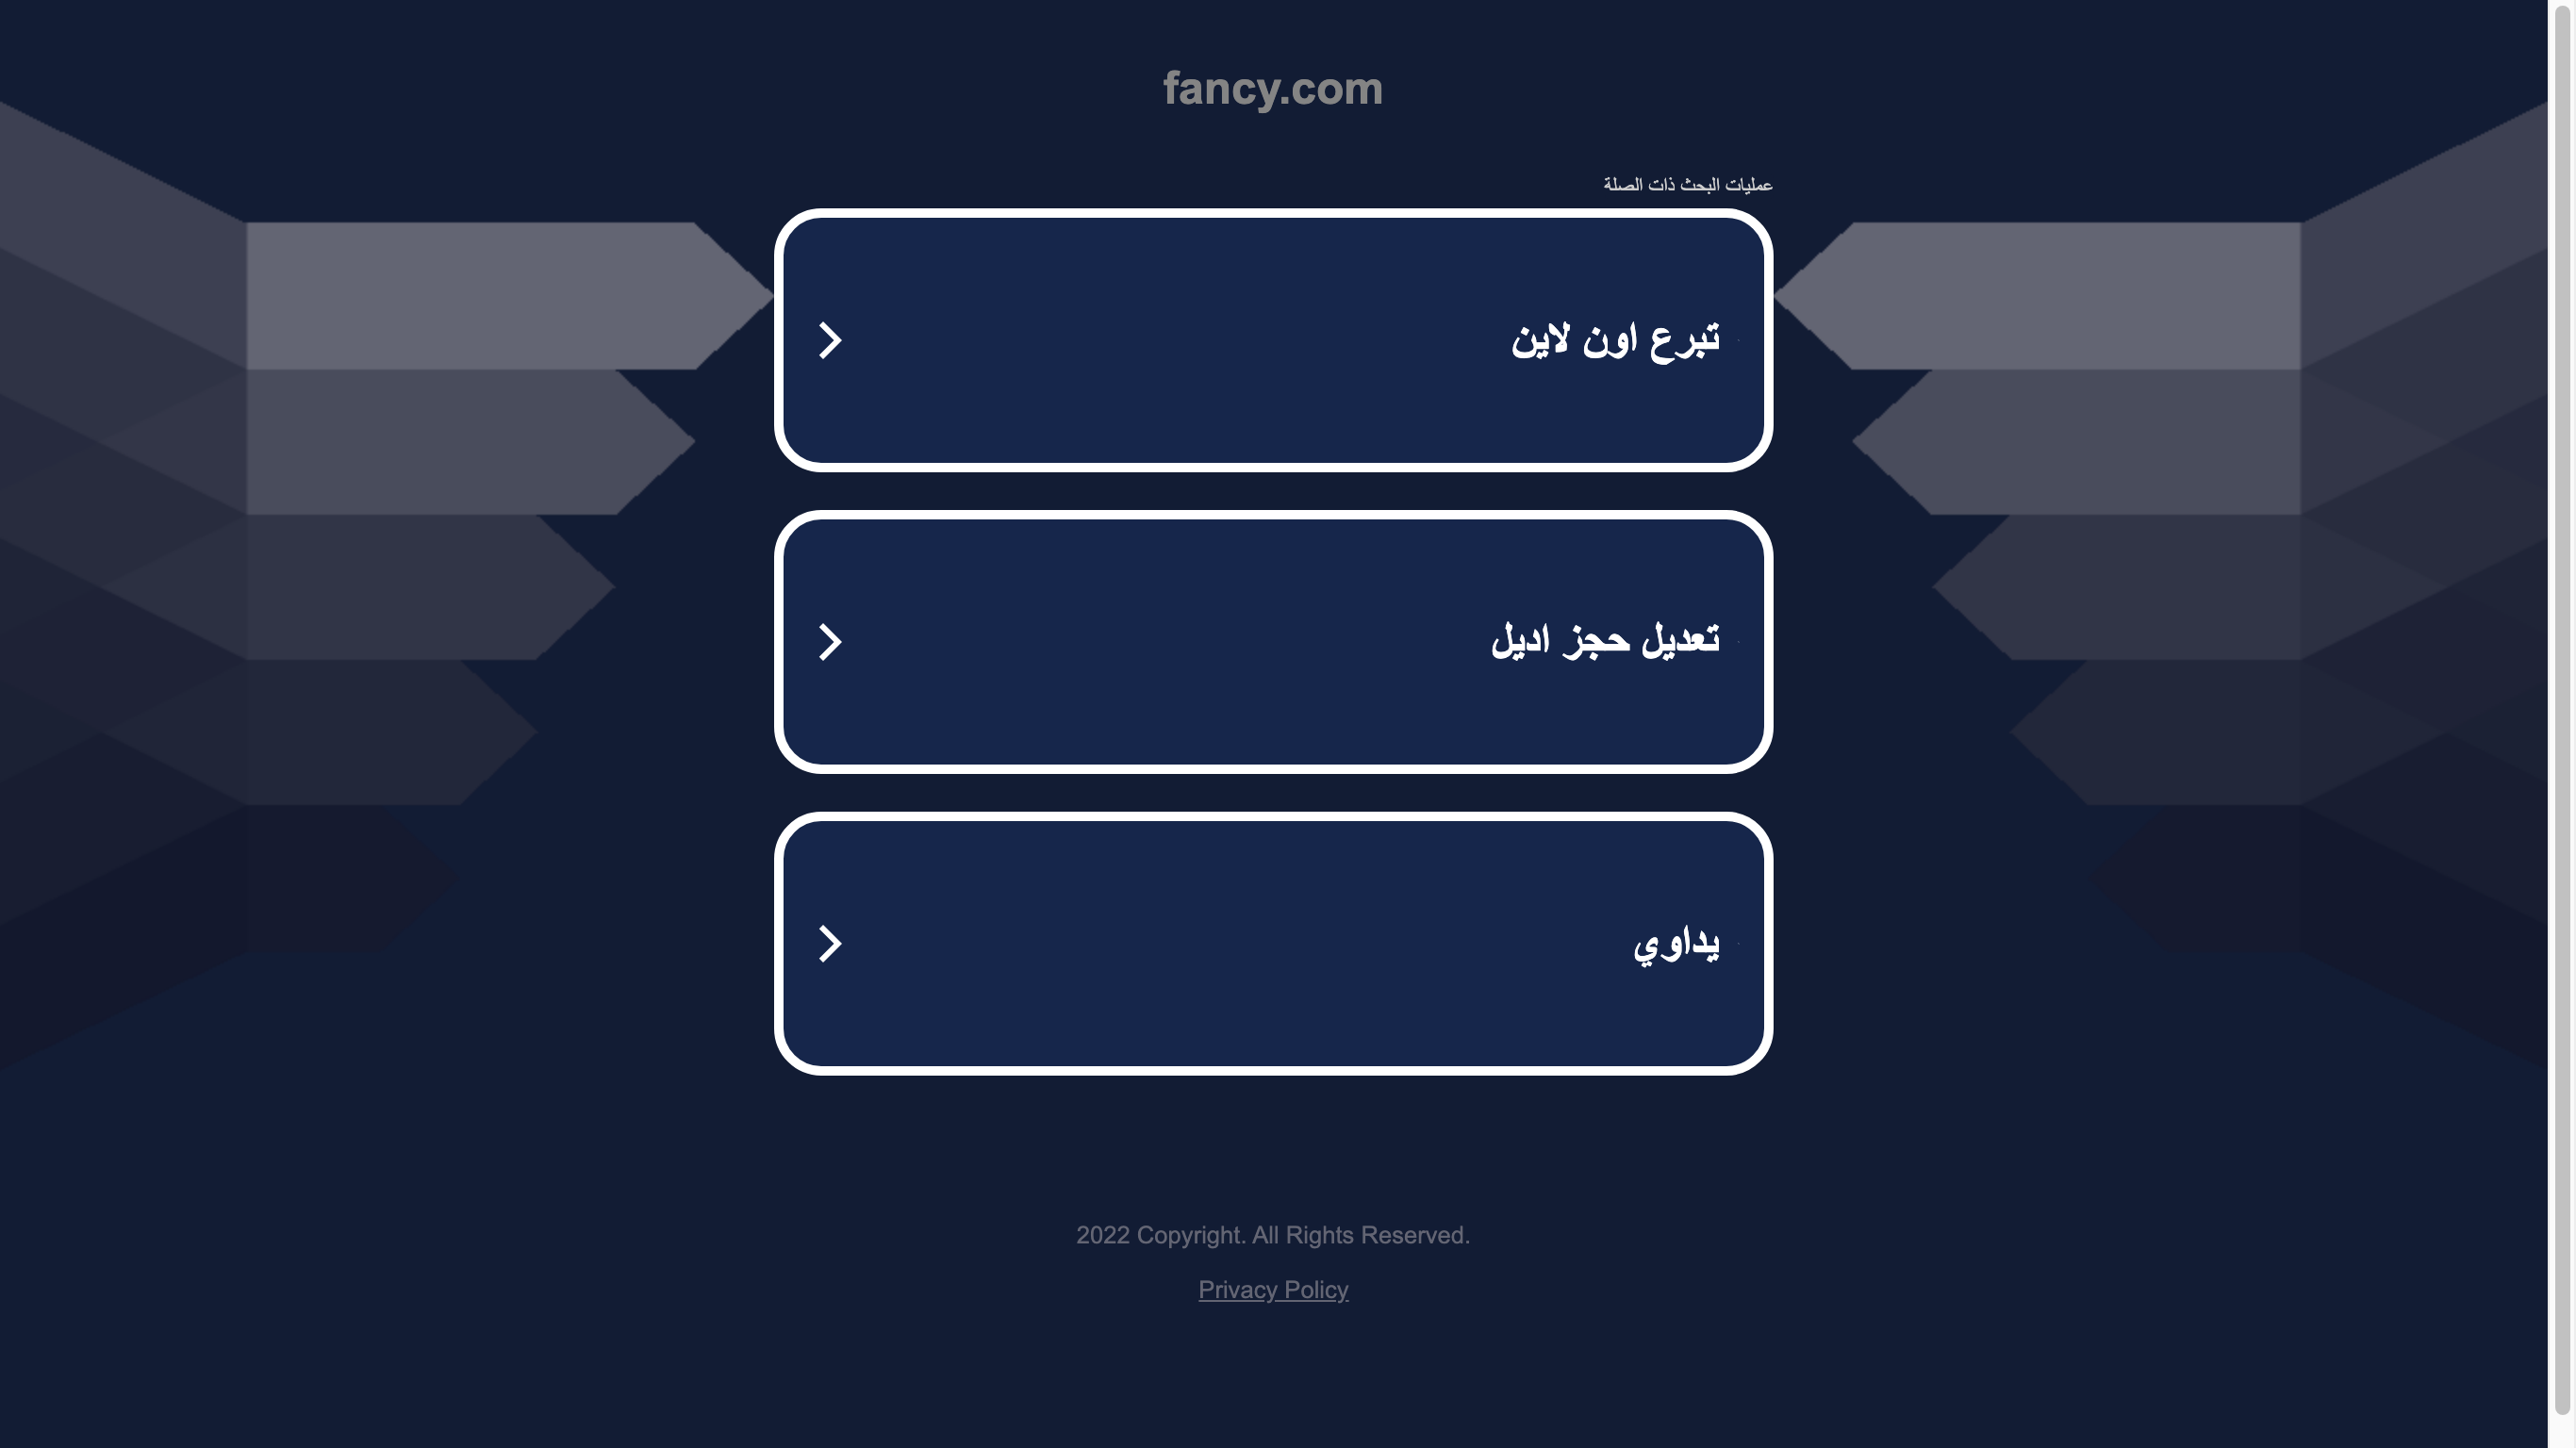 fancy.com
عمليات البحث ذات الصلة
تبرع اون لاين
تعديل حجز اديل
يداوي
2022 Copyright. All Rights Reserved.
Privacy Policy